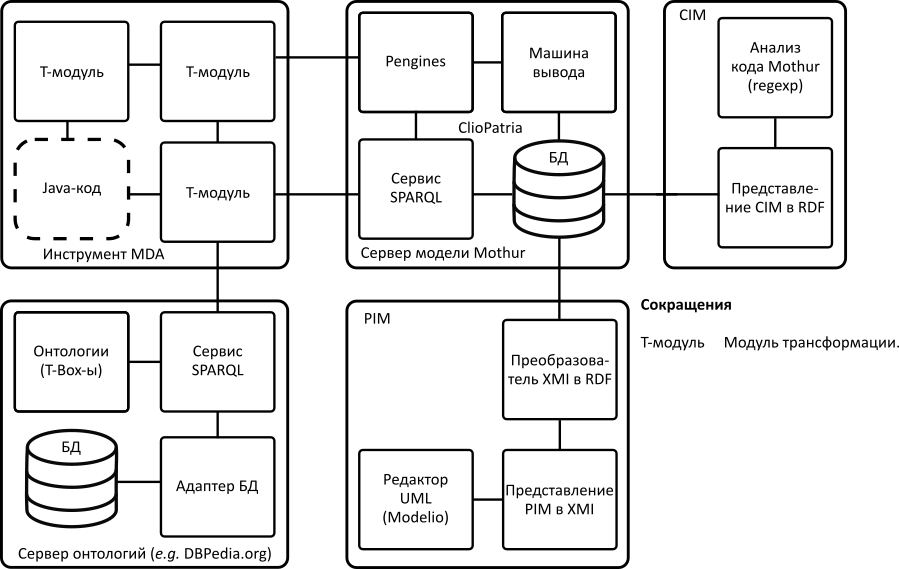 Т-модуль
Т-модуль
Java-код
Т-модуль
Инструмент MDA
Pengines
Машина
вывода
ClioPatria
Сервис
SPARQL
БД
Сервер модели Mothur
CIM
Анализ
кода Mothur
(regexp)
Представле-
ние CIM в RDF
Онтологии
(T-Box-ы)
Сервис
SPARQL
БД
Адаптер БД
Сервер онтологий (e.g. DBPedia.org)
PIM
Преобразова-
тель XMI в RDF
Редактор
UML
(Modelio)
Представление
PIM в XMI
Сокращения
Т-модуль Модуль трансформации.